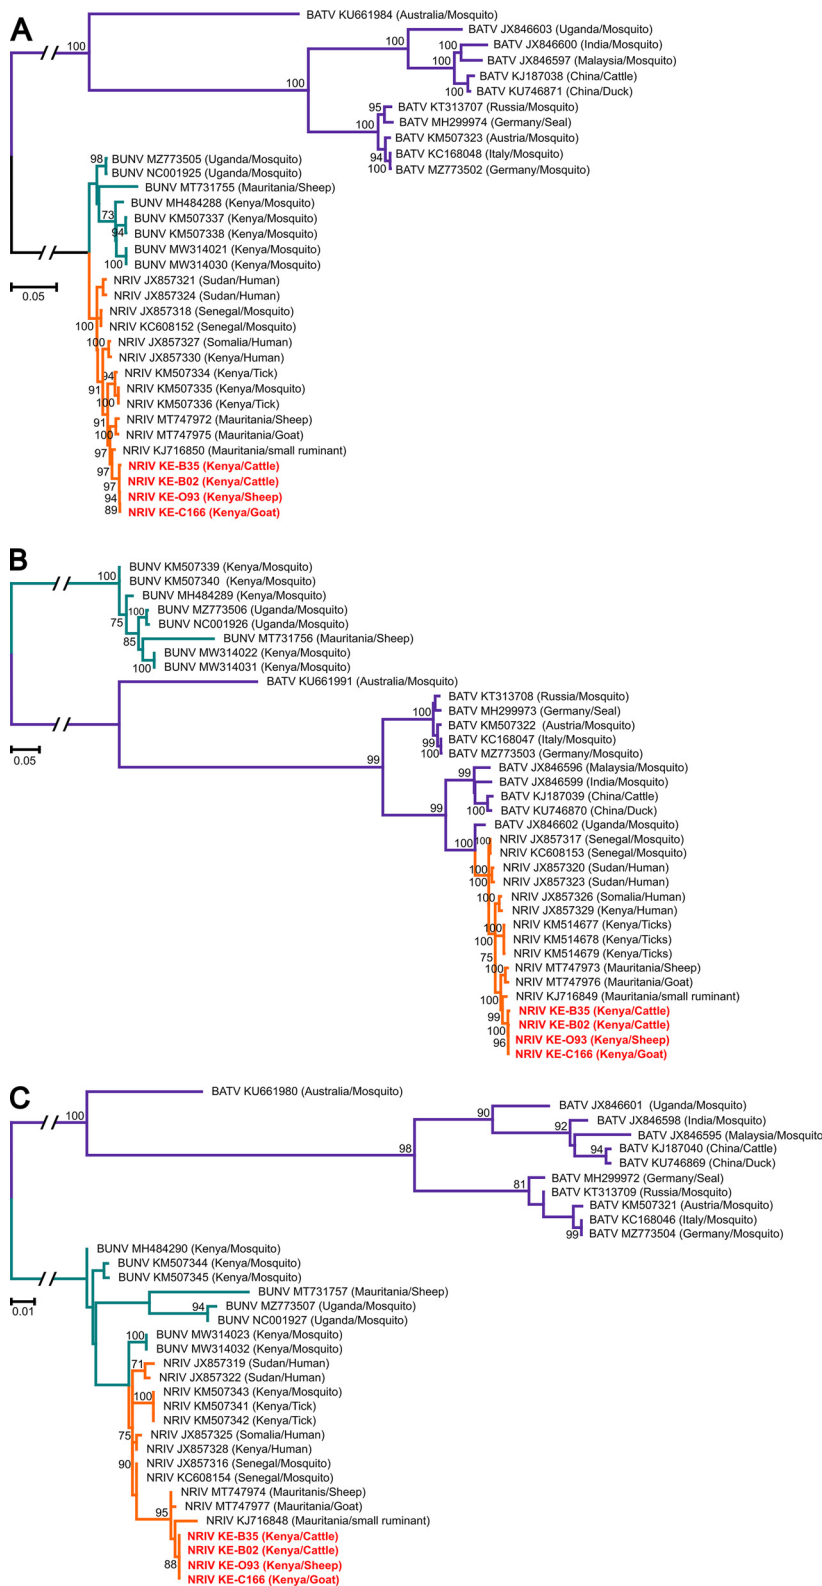 A
BATV KU661984 (Australia/Mosquito)
BATV JX846603 (Uganda/Mosquito)
100
100
BATV JX846600 (India/Mosquito)
100
BATV JX846597 (Malaysia/Mosquito)
100
BATV KJ187038 (China/Cattle)
100
BATV KU746871 (China/Duck)
100
95
BATV KT313707 (Russia/Mosquito)
100
BATV MH299974 (Germany/Seal)
BATV KM507323 (Austria/Mosquito)
94
BATV KC168048 (Italy/Mosquito)
100
BATV MZ773502 (Germany/Mosquito)
98
BUNV MZ773505 (Uganda/Mosquito)
BUNV NC001925 (Uganda/Mosquito)
BUNV MT731755 (Mauritania/Sheep)
BUNV MH484288 (Kenya/Mosquito)
73
BUNV KM507337 (Kenya/Mosquito)
94
BUNV KM507338 (Kenya/Mosquito)
BUNV MW314021 (Kenya/Mosquito)
100
BUNV MW314030 (Kenya/Mosquito)
NRIV JX857321 (Sudan/Human)
0.05
NRIV JX857324 (Sudan/Human)
NRIV JX857318 (Senegal/Mosquito)
100
NRIV KC608152 (Senegal/Mosquito)
100
NRIV JX857327 (Somalia/Human)
NRIV JX857330 (Kenya/Human)
94
NRIV KM507334 (Kenya/Tick)
91
NRIV KM507335 (Kenya/Mosquito)
100
NRIV KM507336 (Kenya/Tick)
91
NRIV MT747972 (Mauritania/Sheep)
100
NRIV MT747975 (Mauritania/Goat)
97
NRIV KJ716850 (Mauritania/small ruminant)
97
NRIV KE-B35 (Kenya/Cattle)
97
NRIV KE-B02 (Kenya/Cattle)
94
NRIV KE-O93 (Kenya/Sheep)
89
NRIV KE-C166 (Kenya/Goat)
B
BUNV KM507339 (Kenya/Mosquito)
100
BUNV KM507340 (Kenya/Mosquito)
BUNV MH484289 (Kenya/Mosquito)
100
BUNV MZ773506 (Uganda/Mosquito)
75
BUNV NC001926 (Uganda/Mosquito)
85
BUNV MT731756 (Mauritania/Sheep)
BUNV MW314022 (Kenya/Mosquito)
100
BUNV MW314031 (Kenya/Mosquito)
BATV KU661991 (Australia/Mosquito)
BATV KT313708 (Russia/Mosquito)
100
BATV MH299973 (Germany/Seal)
BATV KM507322 (Austria/Mosquito)
99
BATV KC168047 (Italy/Mosquito)
0.05
100
BATV MZ773503 (Germany/Mosquito)
99
BATV JX846596 (Malaysia/Mosquito)
99
BATV JX846599 (India/Mosquito)
BATV KJ187039 (China/Cattle)
99
100
BATV KU746870 (China/Duck)
BATV JX846602 (Uganda/Mosquito)
100
100
NRIV JX857317 (Senegal/Mosquito)
NRIV KC608153 (Senegal/Mosquito)
100
NRIV JX857320 (Sudan/Human)
100
NRIV JX857323 (Sudan/Human)
100
NRIV JX857326 (Somalia/Human)
NRIV JX857329 (Kenya/Human)
100
NRIV KM514677 (Kenya/Ticks)
100
NRIV KM514678 (Kenya/Ticks)
75
NRIV KM514679 (Kenya/Ticks)
100
NRIV MT747973 (Mauritania/Sheep)
NRIV MT747976 (Mauritania/Goat)
100
NRIV KJ716849 (Mauritania/small ruminant)
99
NRIV KE-B35 (Kenya/Cattle)
100
NRIV KE-B02 (Kenya/Cattle)
96
NRIV KE-O93 (Kenya/Sheep)
NRIV KE-C166 (Kenya/Goat)
C
BATV KU661980 (Australia/Mosquito)
100
BATV JX846601 (Uganda/Mosquito)
90
BATV JX846598 (India/Mosquito)
92
BATV JX846595 (Malaysia/Mosquito
98
94
BATV KJ187040 (China/Cattle)
BATV KU746869 (China/Duck)
81
BATV MH299972 (Germany/Seal)
BATV KT313709 (Russia/Mosquito)
BATV KM507321 (Austria/Mosquito)
BATV KC168046 (Italy/Mosquito)
99
BATV MZ773504 (Germany/Mosquito)
BUNV MH484290 (Kenya/Mosquito)
BUNV KM507344 (Kenya/Mosquito)
BUNV KM507345 (Kenya/Mosquito)
BUNV MT731757 (Mauritania/Sheep)
0.01
94
BUNV MZ773507 (Uganda/Mosquito)
BUNV NC001927 (Uganda/Mosquito)
100
BUNV MW314023 (Kenya/Mosquito)
BUNV MW314032 (Kenya/Mosquito)
71
NRIV JX857319 (Sudan/Human)
NRIV JX857322 (Sudan/Human)
100
NRIV KM507343 (Kenya/Mosquito)
NRIV KM507341 (Kenya/Tick)
NRIV KM507342 (Kenya/Tick)
75
NRIV JX857325 (Somalia/Human)
NRIV JX857328 (Kenya/Human)
90
NRIV JX857316 (Senegal/Mosquito)
NRIV KC608154 (Senegal/Mosquito)
NRIV MT747974 (Mauritanis/Sheep)
95
NRIV MT747977 (Mauritania/Goat)
NRIV KJ716848 (Mauritania/small ruminant)
NRIV KE-B35 (Kenya/Cattle)
NRIV KE-B02 (Kenya/Cattle)
88
NRIV KE-O93 (Kenya/Sheep)
NRIV KE-C166 (Kenya/Goat)